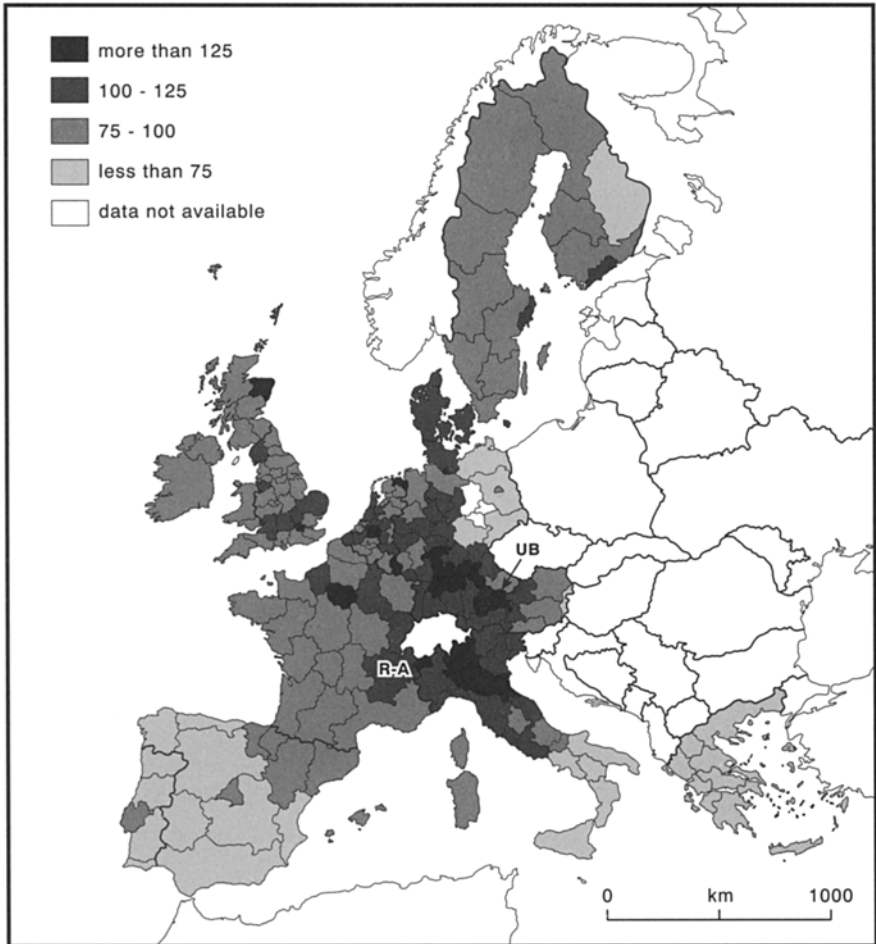 more than 125
100 - 125
75 - 100
less than 75
data not available
UB
R-A
0 km 1000